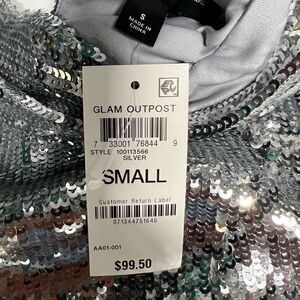 S
MADE IN
CHINA
GLAM OUTPOST
7 33001 76844 9
STYLE 100113566
SILVER
SMALL
Customer Return Label
071344751646
AA01-001
$99.50